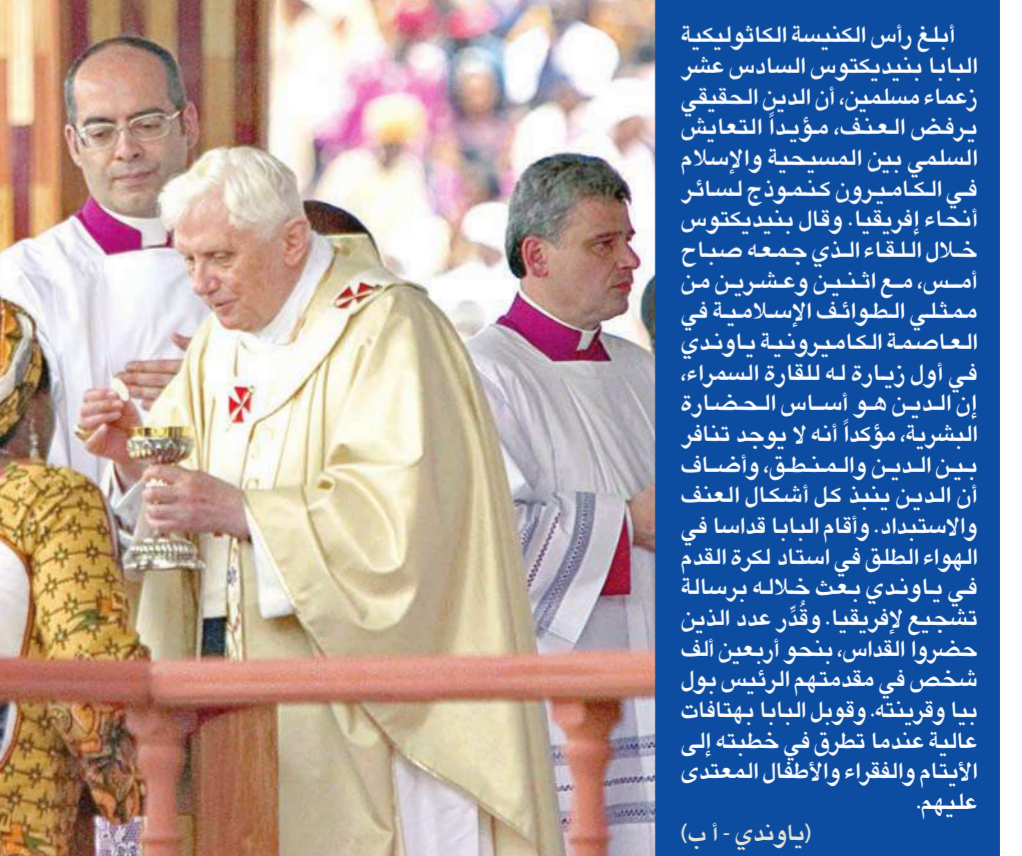 أبلغ رأس الكنيسة الكاثوليكية
البابا بنيديكتوس السادس عشر
زعماء مسلمين، أن الدين الحقيقي
يرفض العنف، مؤيداً التعايش
السلمي بين المسيحية والإسلام
في الكاميرون كنموذج لسائر
أنحاء إفريقيا. وقال بنيديكتوس
خلال اللقاء الذي جمعه صباح
أمس، مع اثنين وعشرين من
ممثلي الطوائف الإسلامية في
العاصمة الكاميرونية ياوندي
في أول زيارة له للقارة السمراء،
إن الدين هو أساس الحضارة
البشرية، مؤكداً أنه لا يوجد تنافر
بين الدين والمنطق، وأضاف
أن الدين ينبذ كل أشكال العنف
والاستبداد. وأقام البابا قداسا في
الهواء الطلق في استاد لكرة القدم
في ياوندي بعث خلاله برسالة
تشجيع لإفريقيا. وقُدِّر عدد الذين
حضروا القداس، بنحو أربعين ألف
شخص في مقدمتهم الرئيس بول
بيا وقرينته. وقوبل البابا بهتافات
عالية عندما تطرق في خطبته إلى
الأيتام والفقراء والأطفال المعتدى
عليهم.
(ياوندي - أ ب)